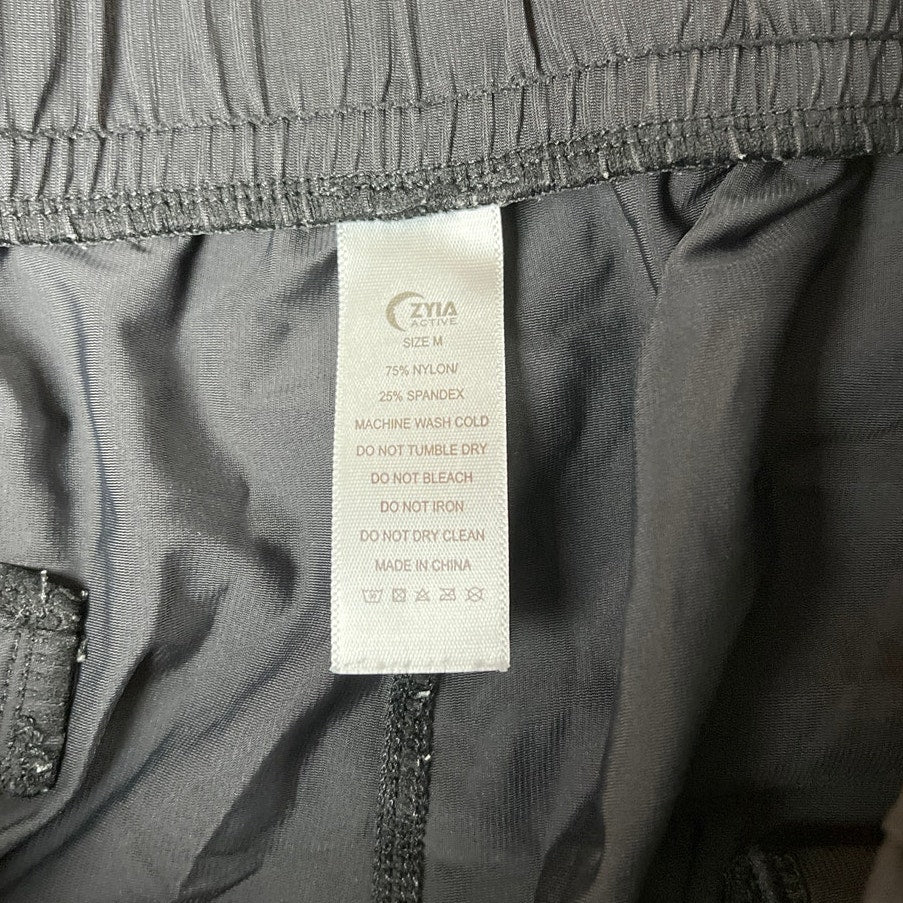 ZYIA
ACTIVE
SIZE M
75% NYLON/
25% SPANDEX
MACHINE WASH COLD
DO NOT TUMBLE DRY
DO NOT BLEACH
DO NOT IRON
DO NOT DRY CLEAN
MADE IN CHINA